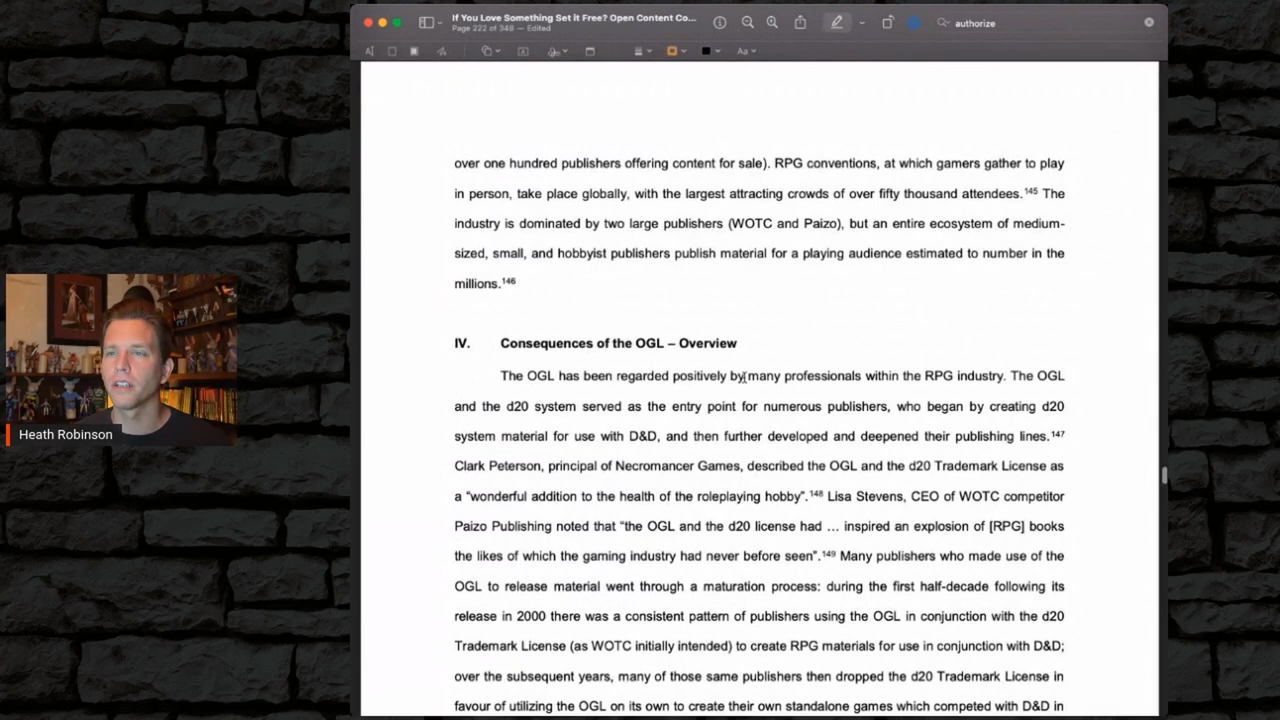 If You Love Something Set it Free? Open Content Co...
Page 222 of 348 — Edited
authorize
over one hundred publishers offering content for sale). RPG conventions, at which gamers gather to play
in person, take place globally, with the largest attracting crowds of over fifty thousand attendees.145 The
industry is dominated by two large publishers (WOTC and Paizo), but an entire ecosystem of medium-
sized, small, and hobbyist publishers publish material for a playing audience estimated to number in the
millions.146
IV. Consequences of the OGL – Overview
The OGL has been regarded positively by many professionals within the RPG industry. The OGL
and the d20 system served as the entry point for numerous publishers, who began by creating d20
system material for use with D&D, and then further developed and deepened their publishing lines.147
Clark Peterson, principal of Necromancer Games, described the OGL and the d20 Trademark License as
a “wonderful addition to the health of the roleplaying hobby”.148 Lisa Stevens, CEO of WOTC competitor
Paizo Publishing noted that “the OGL and the d20 license had … inspired an explosion of [RPG] books
the likes of which the gaming industry had never before seen”.149 Many publishers who made use of the
OGL to release material went through a maturation process: during the first half-decade following its
release in 2000 there was a consistent pattern of publishers using the OGL in conjunction with the d20
Trademark License (as WOTC initially intended) to create RPG materials for use in conjunction with D&D;
over the subsequent years, many of those same publishers then dropped the d20 Trademark License in
favour of utilizing the OGL on its own to create their own standalone games which competed with D&D in
Heath Robinson
Aa